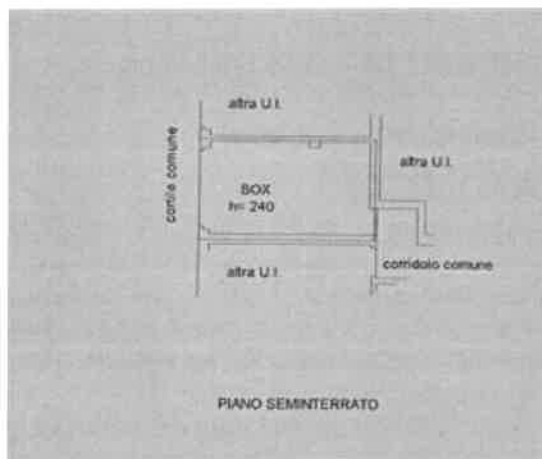 altra U.I.
cortile comune
altra U.I.
BOX
h= 240
altra U.I.
corridoio comune
PIANO SEMINTERRATO